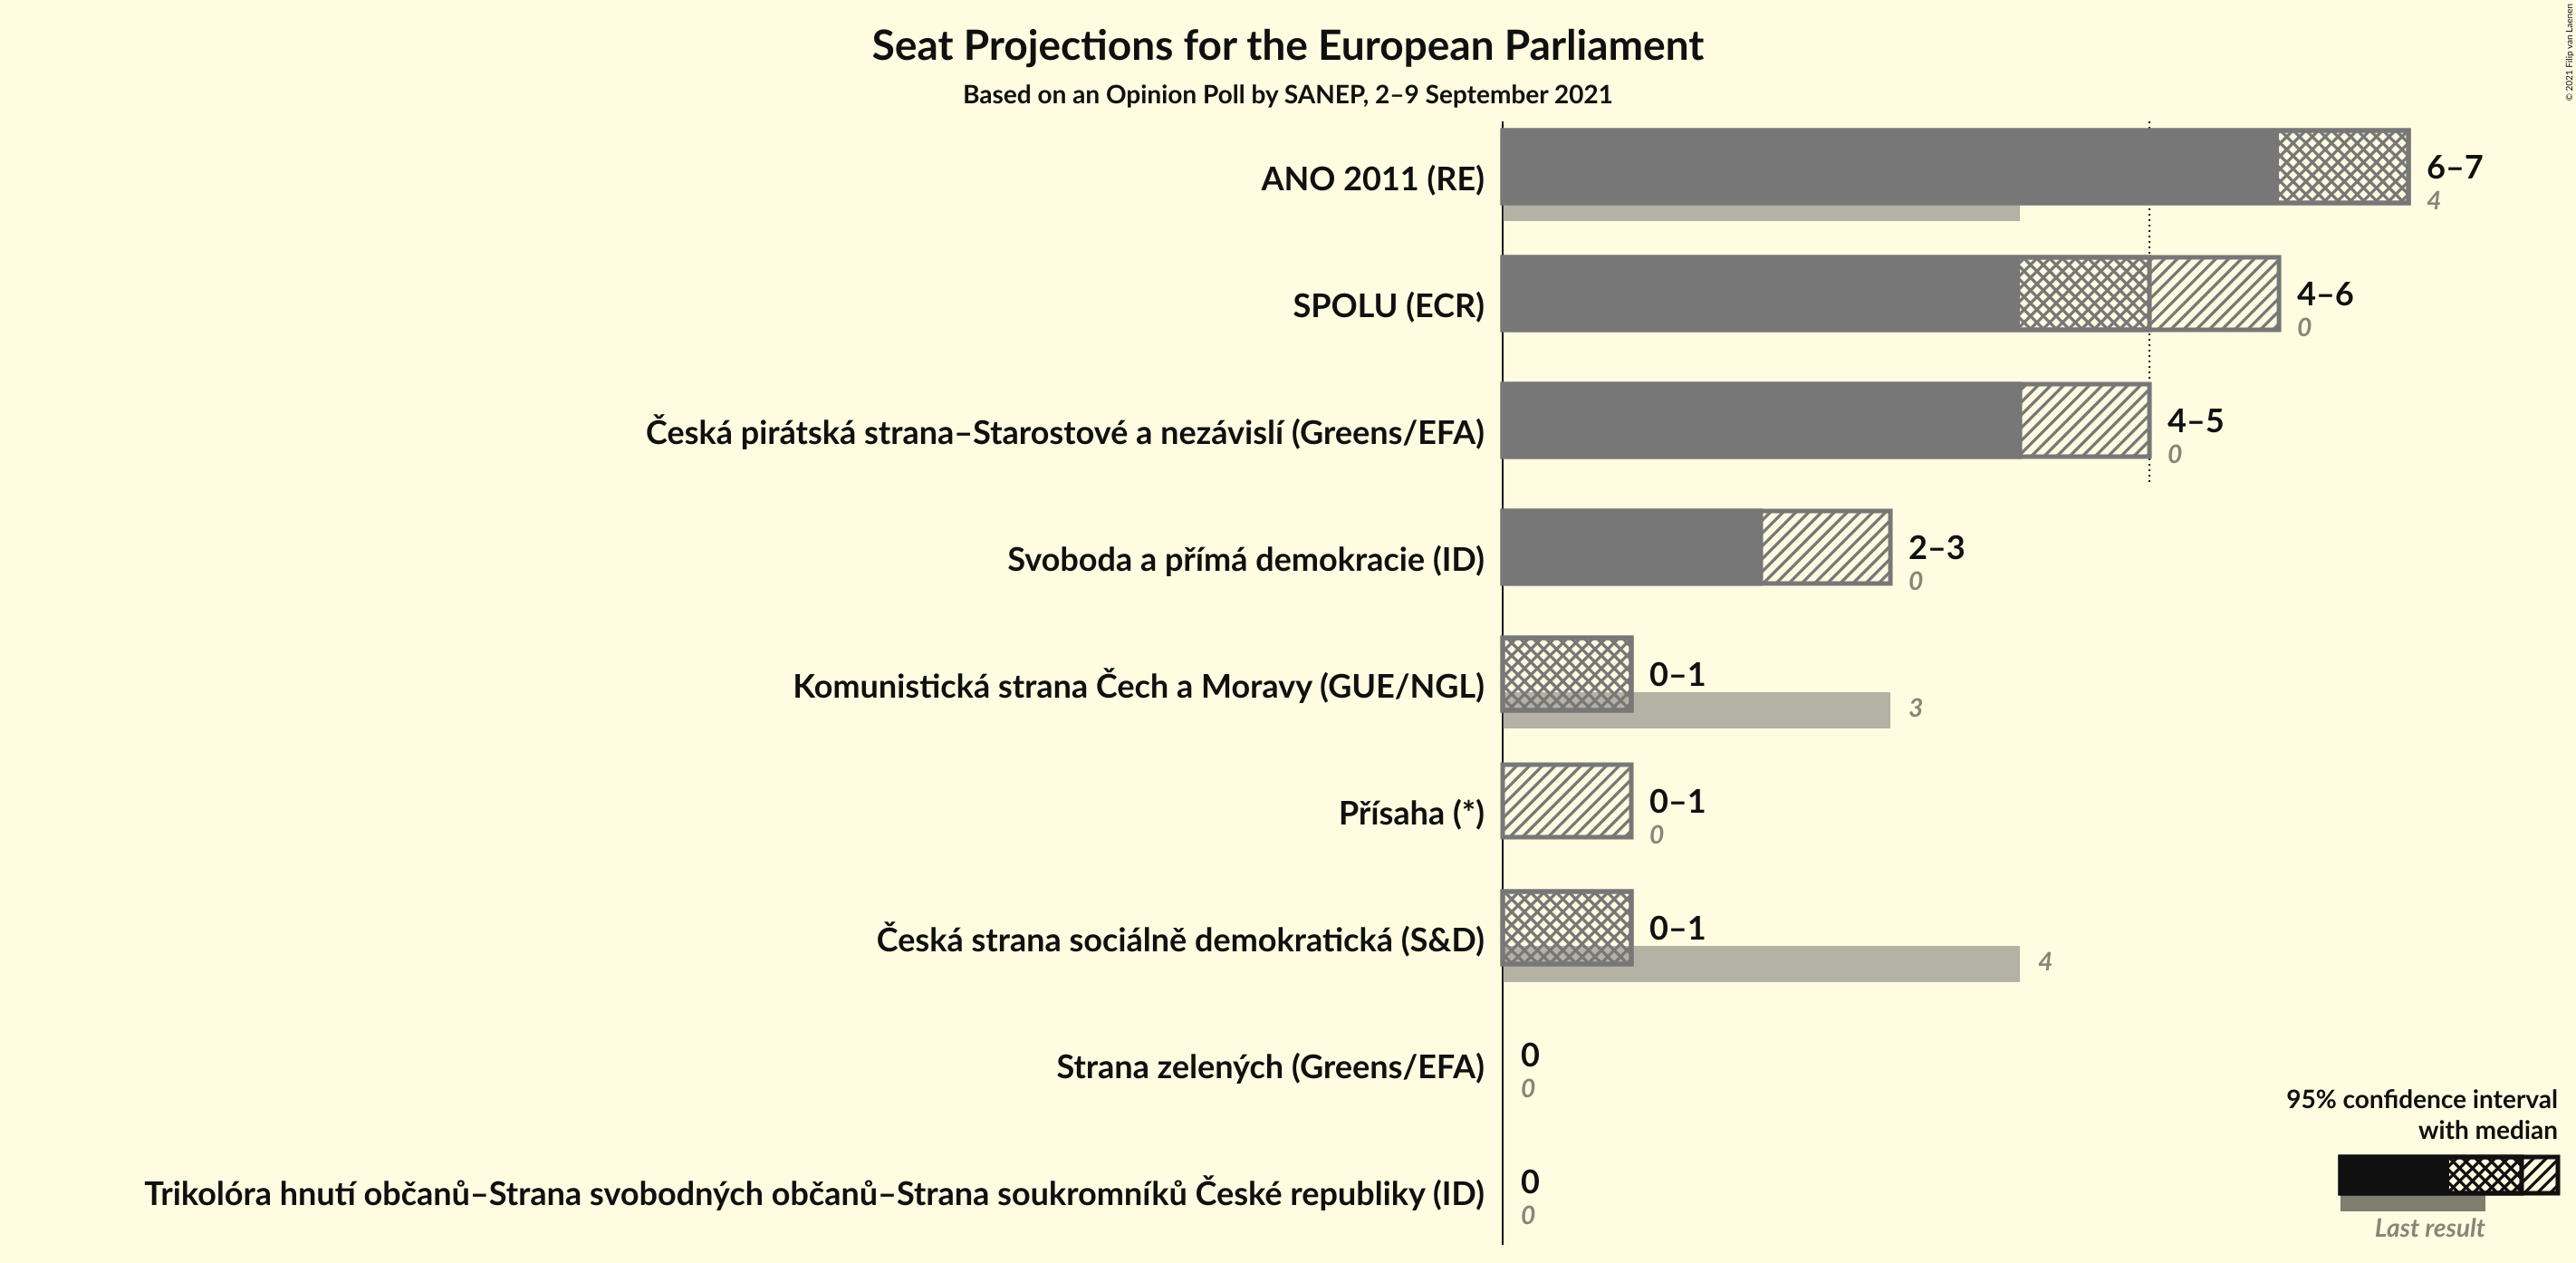 Seat Projections for the European Parliament
Based on an Opinion Poll by SANEP, 2–9 September 2021
© 2021 Filip van Laenen
ANO 2011 (RE)
6–7
4
SPOLU (ECR)
4–6
0
Česká pirátská strana–Starostové a nezávislí (Greens/EFA)
4–5
0
Svoboda a přímá demokracie (ID)
2–3
0
Komunistická strana Čech a Moravy (GUE/NGL)
0–1
3
Přísaha (*)
0–1
0
Česká strana sociálně demokratická (S&D)
0–1
4
Strana zelených (Greens/EFA)
0
0
Trikolóra hnutí občanů–Strana svobodných občanů–Strana soukromníků České republiky (ID)
0
0
95% confidence interval
with median
Last result